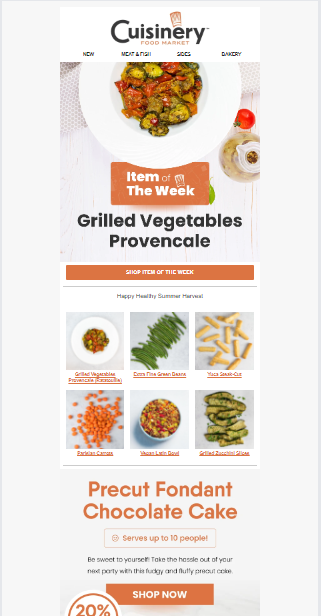 Cuisinery
FOOD MARKET
NEW MEAT & FISH SIDES BAKERY
Item of
The Week
Grilled Vegetables
Provencale
SHOP ITEM OF THE WEEK
Happy Healthy Summer Harvest
Grilled Vegetables
Provencale (Ratatouille)
Extra Fine Green Beans
Yuca Steak-Cut
Parisian Carrots
Vegan Latin Bowl
Grilled Zucchini Slices
Precut Fondant
Chocolate Cake
Serves up to 10 people!
Be sweet to yourself! Take the hassle out of your
next party with this fudgy and fluffy precut cake.
SHOP NOW
20%